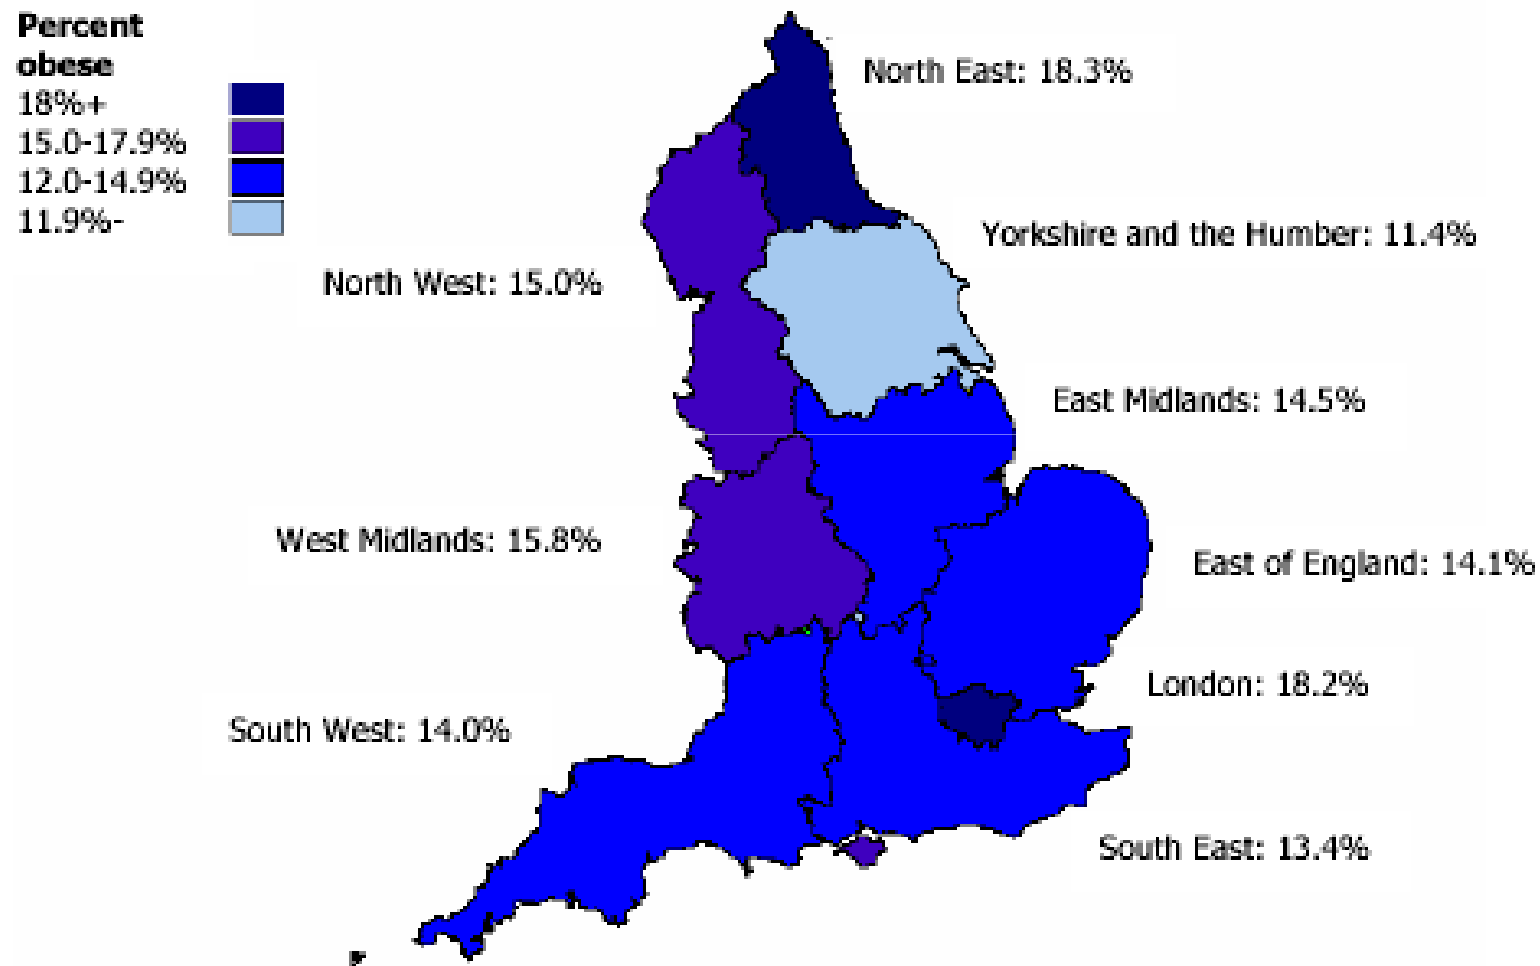 Percent
obese
18%+
15.0-17.9%
12.0-14.9%
11.9%-
North East: 18.3%
Yorkshire and the Humber: 11.4%
North West: 15.0%
East Midlands: 14.5%
West Midlands: 15.8%
East of England: 14.1%
London: 18.2%
South West: 14.0%
South East: 13.4%